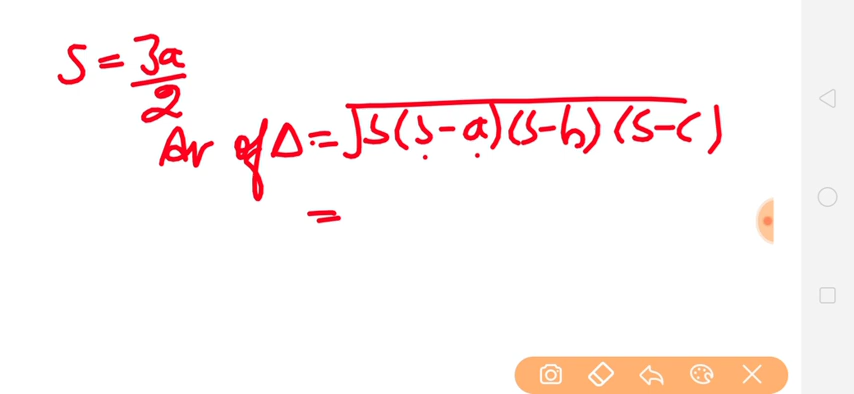 S = 3a/2
Ar of Δ = √S(S-a)(S-b)(S-c)
=